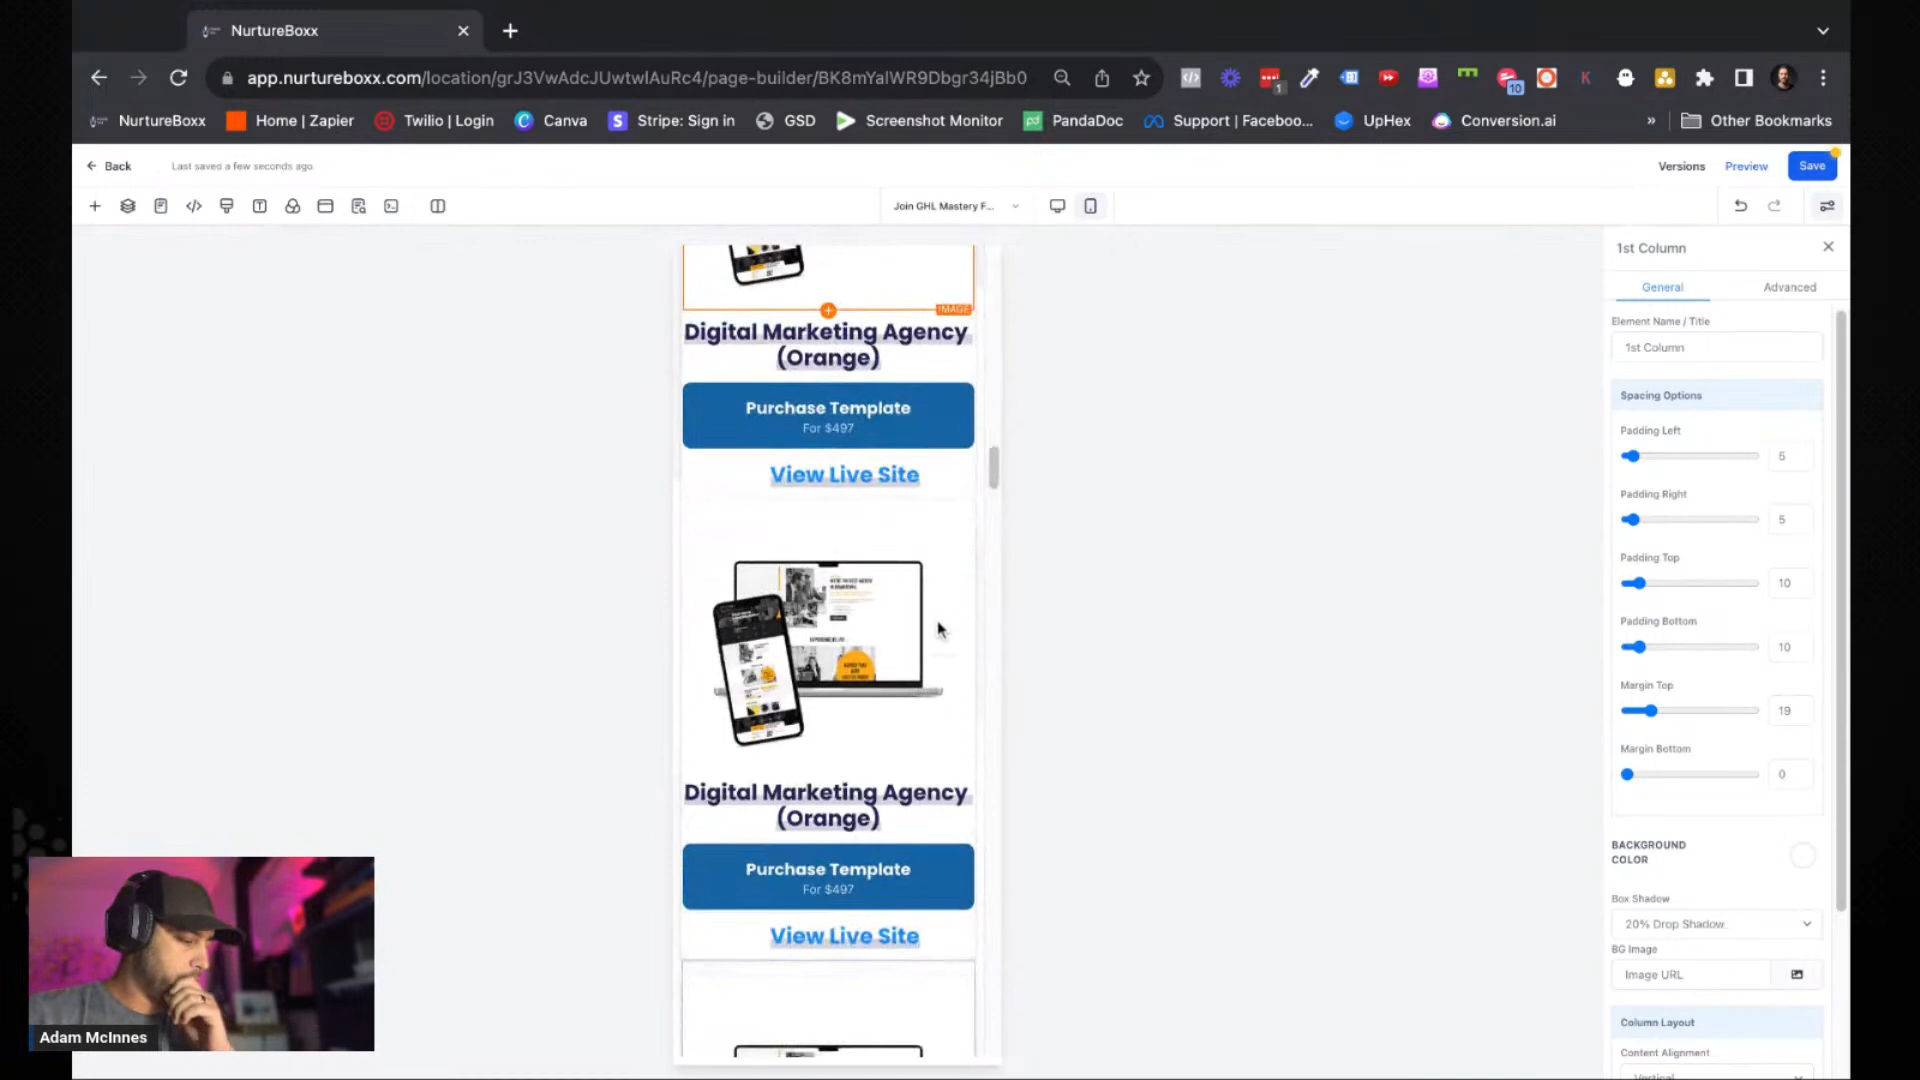 NurtureBoxx
app.nurtureboxx.com/location/grJ3VwAdcJUwtwlAuRc4/page-builder/BK8mYalWR9Dbgr34jBb0
1
10
K
NurtureBoxx
Home | Zapier
Twilio | Login
Canva
Stripe: Sign in
GSD
Screenshot Monitor
PandaDoc
Support | Faceboo...
UpHex
Conversion.ai
»
Other Bookmarks
Back
Last saved a few seconds ago
Versions
Preview
Save
Join GHL Mastery F...
1st Column
General
Advanced
Element Name / Title
1st Column
Spacing Options
Padding Left
5
Padding Right
5
Padding Top
10
Padding Bottom
10
Margin Top
19
Margin Bottom
0
BACKGROUND
COLOR
Box Shadow
20% Drop Shadow
BG Image
Image URL
Column Layout
Content Alignment
Vertical
IMAGE
Digital Marketing Agency
(Orange)
Purchase Template
For $497
View Live Site
Digital Marketing Agency
(Orange)
Purchase Template
For $497
View Live Site
Adam McInnes